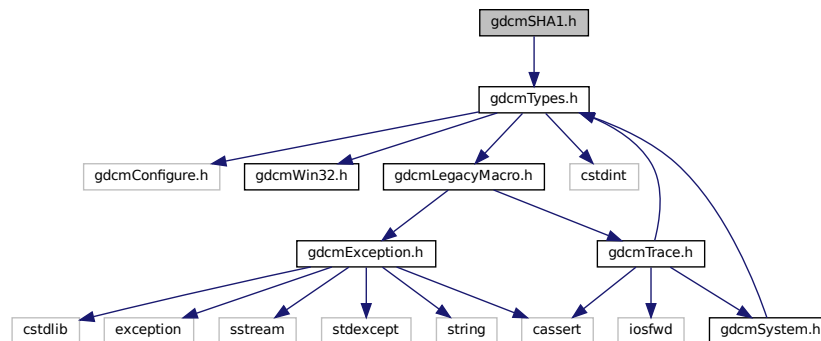 gdcmSHA1.h
gdcmTypes.h
gdcmConfigure.h
gdcmWin32.h
gdcmLegacyMacro.h
cstdint
gdcmException.h
gdcmTrace.h
cstdlib
exception
sstream
stdexcept
string
cassert
iosfwd
gdcmSystem.h